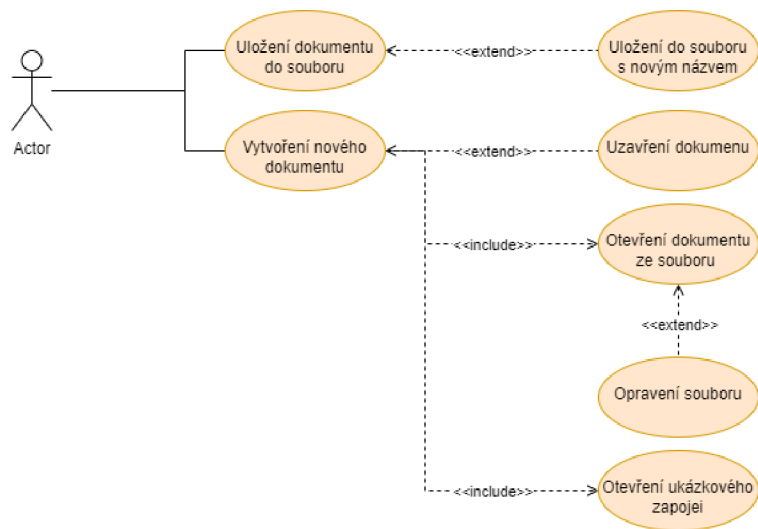 Uložení dokumentu
do souboru
<<extend>>
Uložení do souboru
s novým názvem
Actor
Vytvoření nového
dokumentu
<<extend>>
Uzavření dokumenu
<<include>>
Otevření dokumentu
ze souboru
<<extend>>
Opravení souboru
<<include>>
Otevření ukázkového
zapojei